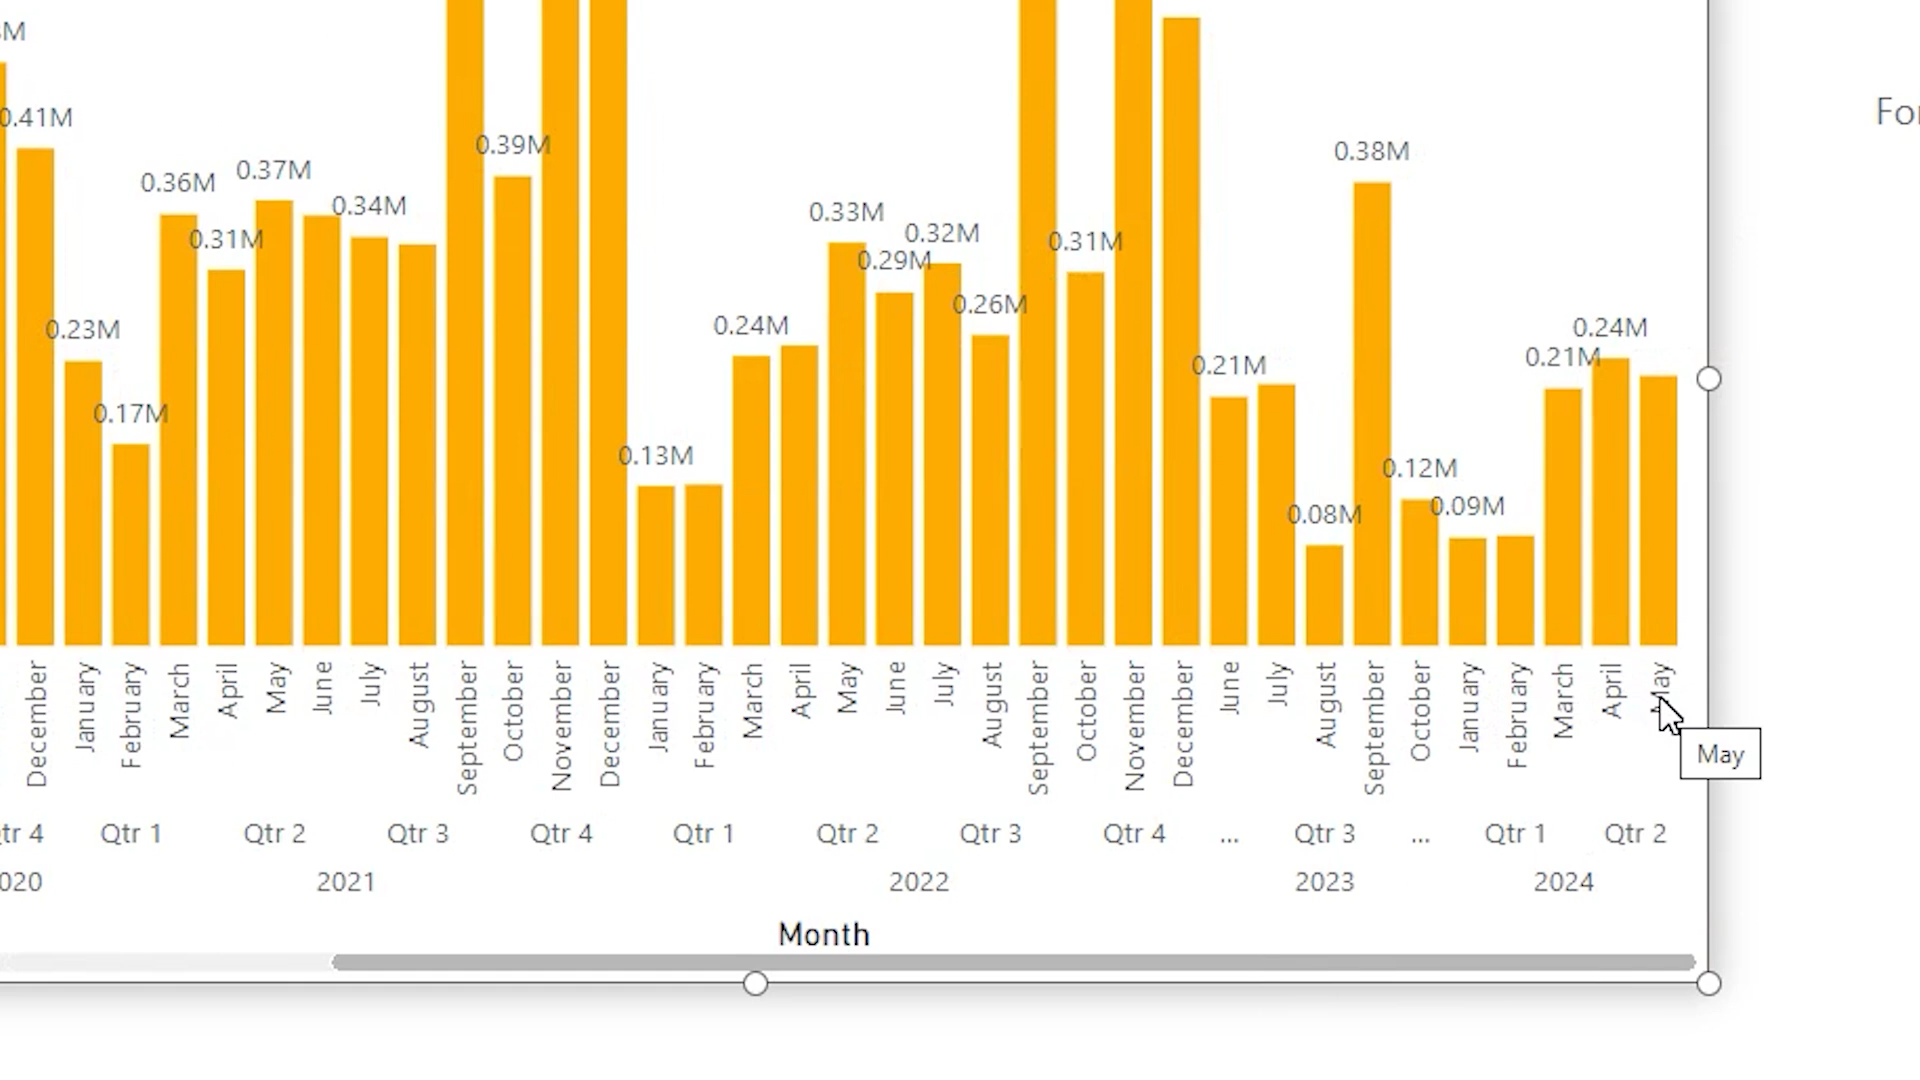 0.41M
0.39M
0.38M
0.36M
0.37M
0.34M
0.31M
0.33M
0.32M
0.31M
0.29M
0.26M
0.23M
0.24M
0.24M
0.21M
0.21M
0.17M
0.13M
0.12M
0.09M
0.08M
December January February March April May June July August September October November December January February March April May June July August September October November December June July August September October January February March April May
May
Qtr 1 Qtr 2 Qtr 3 Qtr 4 Qtr 1 Qtr 2 Qtr 3 Qtr 4 ... Qtr 3 ... Qtr 1 Qtr 2
2021 2022 2023 2024
Month